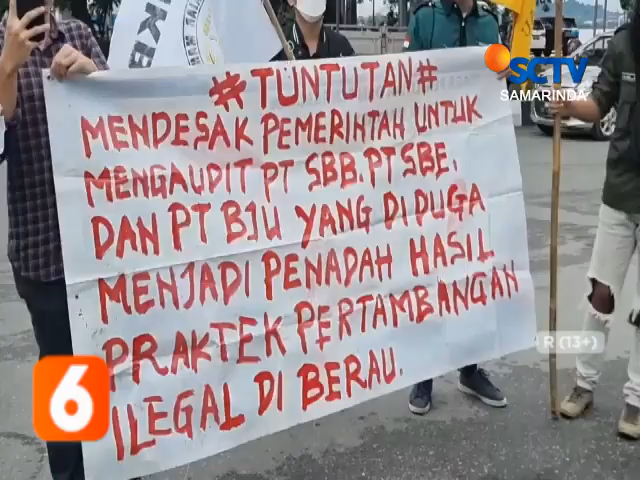 #TUNTUTAN#
MENDESAK PEMERINTAH UNTUK
MENGAUDIT PT SBB. PT SBE.
DAN PT BJU YANG DI DUGA
MENJADI PENADAH HASIL
PRAKTEK PERTAMBANGAN
ILEGAL DI BERAU.
SCTV
SAMARINDA
R (13+)
6